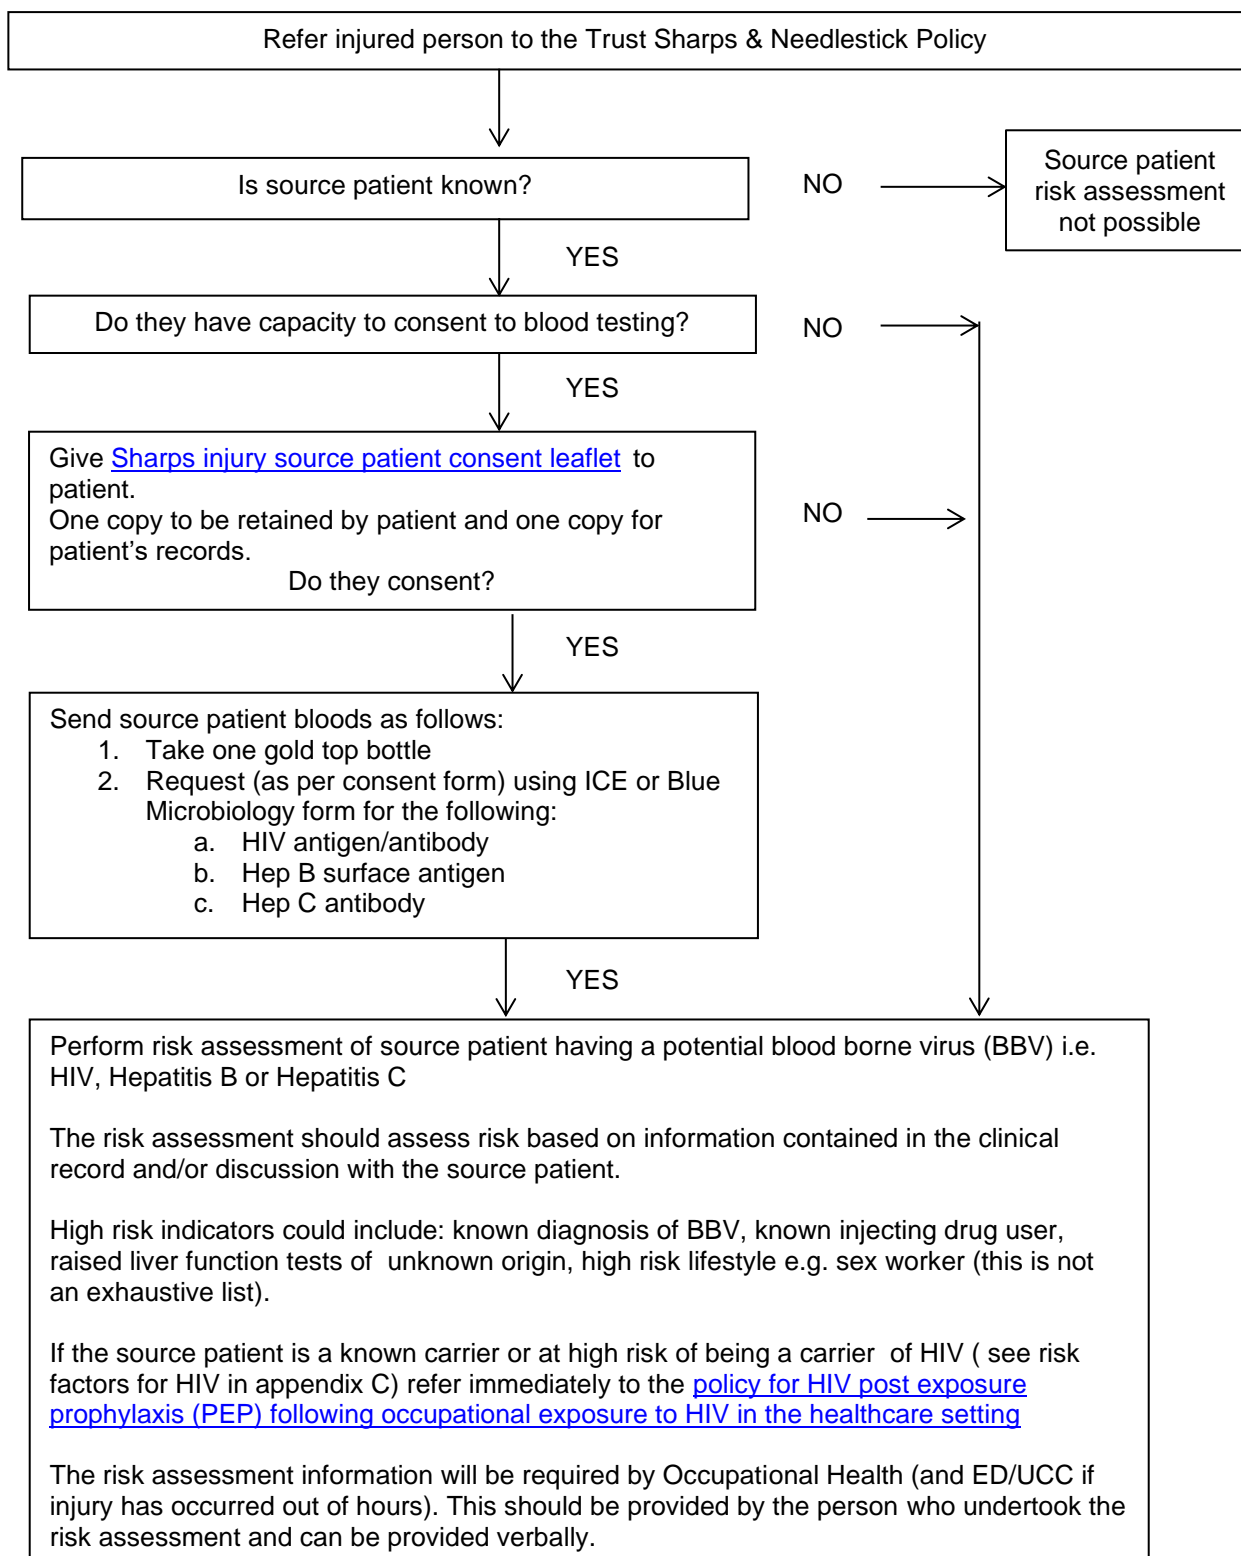 Refer injured person to the Trust Sharps & Needlestick Policy
Is source patient known?
NO
Source patient
risk assessment
not possible
YES
Do they have capacity to consent to blood testing?
NO
YES
Give Sharps injury source patient consent leaflet to
patient.
One copy to be retained by patient and one copy for
patient’s records.
Do they consent?
NO
YES
Send source patient bloods as follows:
1. Take one gold top bottle
2. Request (as per consent form) using ICE or Blue
Microbiology form for the following:
a. HIV antigen/antibody
b. Hep B surface antigen
c. Hep C antibody
YES
Perform risk assessment of source patient having a potential blood borne virus (BBV) i.e.
HIV, Hepatitis B or Hepatitis C
The risk assessment should assess risk based on information contained in the clinical
record and/or discussion with the source patient.
High risk indicators could include: known diagnosis of BBV, known injecting drug user,
raised liver function tests of unknown origin, high risk lifestyle e.g. sex worker (this is not
an exhaustive list).
If the source patient is a known carrier or at high risk of being a carrier of HIV ( see risk
factors for HIV in appendix C) refer immediately to the policy for HIV post exposure
prophylaxis (PEP) following occupational exposure to HIV in the healthcare setting
The risk assessment information will be required by Occupational Health (and ED/UCC if
injury has occurred out of hours). This should be provided by the person who undertook the
risk assessment and can be provided verbally.